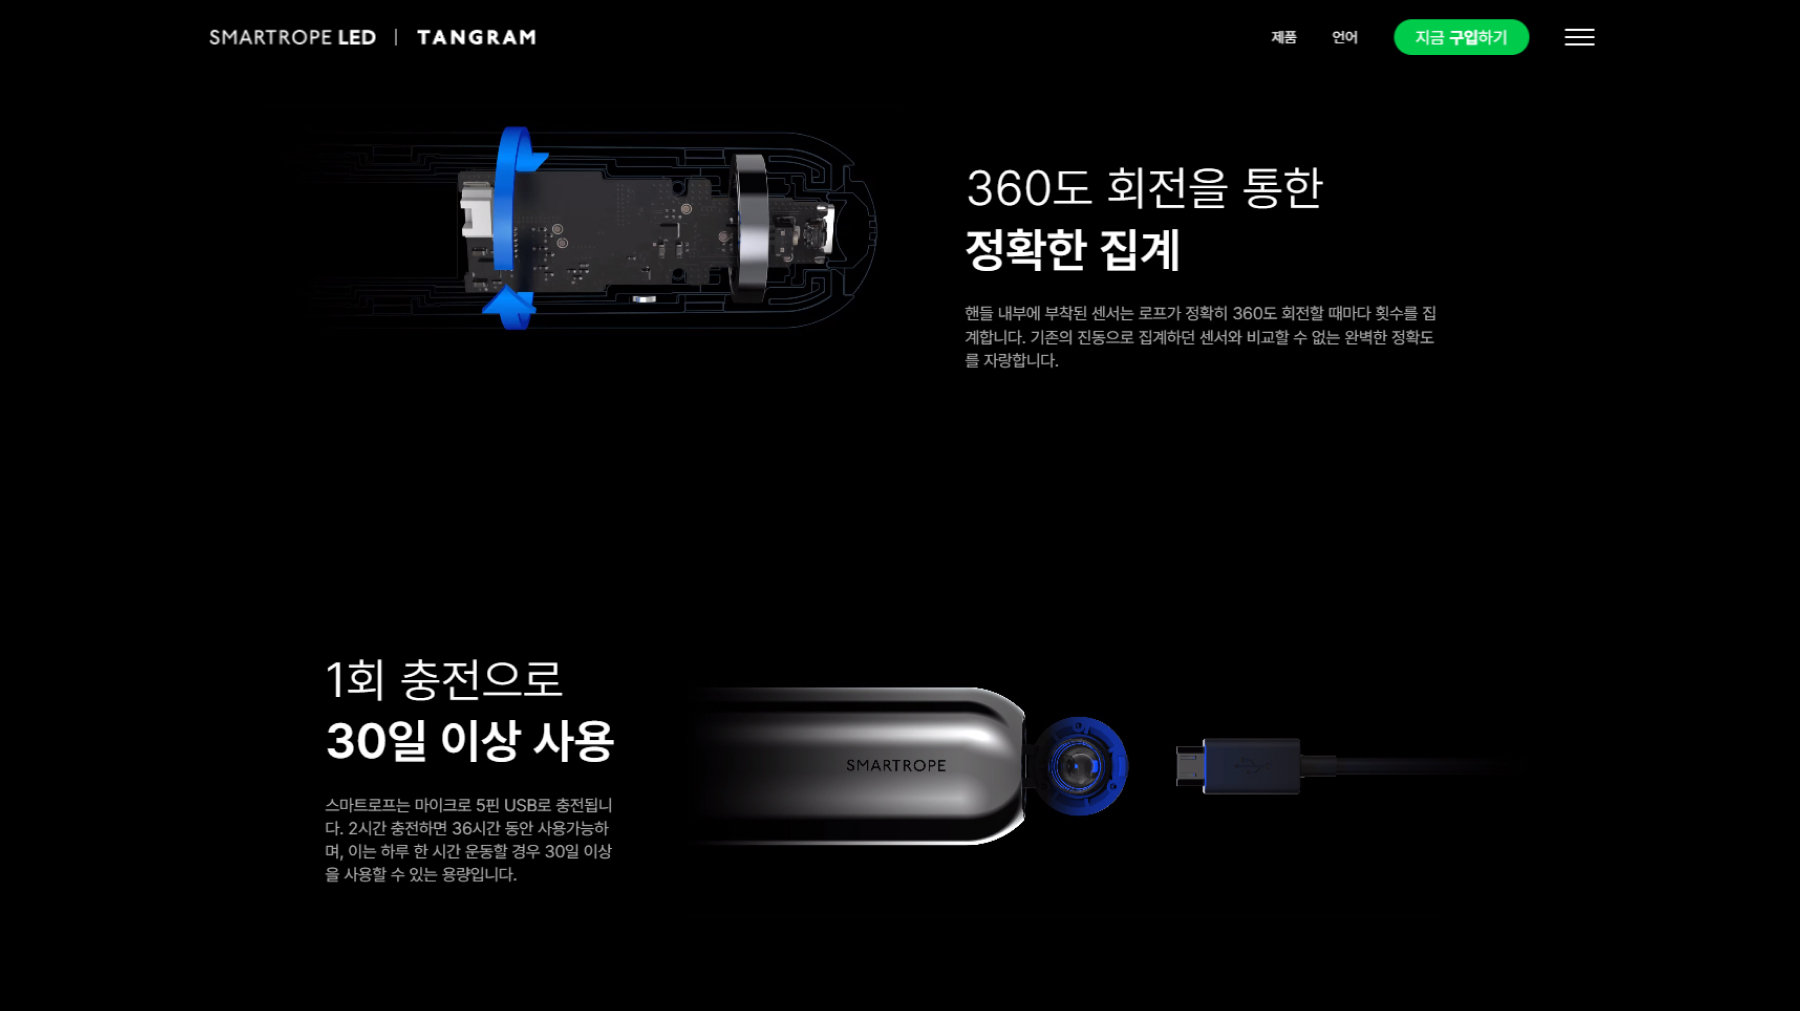 SMARTROPE LED | TANGRAM
제품
언어
지금 구입하기
360도 회전을 통한
정확한 집계
핸들 내부에 부착된 센서는 로프가 정확히 360도 회전할 때마다 횟수를 집
계합니다. 기존의 진동으로 집계하던 센서와 비교할 수 없는 완벽한 정확도
를 자랑합니다.
1회 충전으로
30일 이상 사용
스마트로프는 마이크로 5핀 USB로 충전됩니
다. 2시간 충전하면 36시간 동안 사용가능하
며, 이는 하루 한 시간 운동할 경우 30일 이상
을 사용할 수 있는 용량입니다.
SMARTROPE